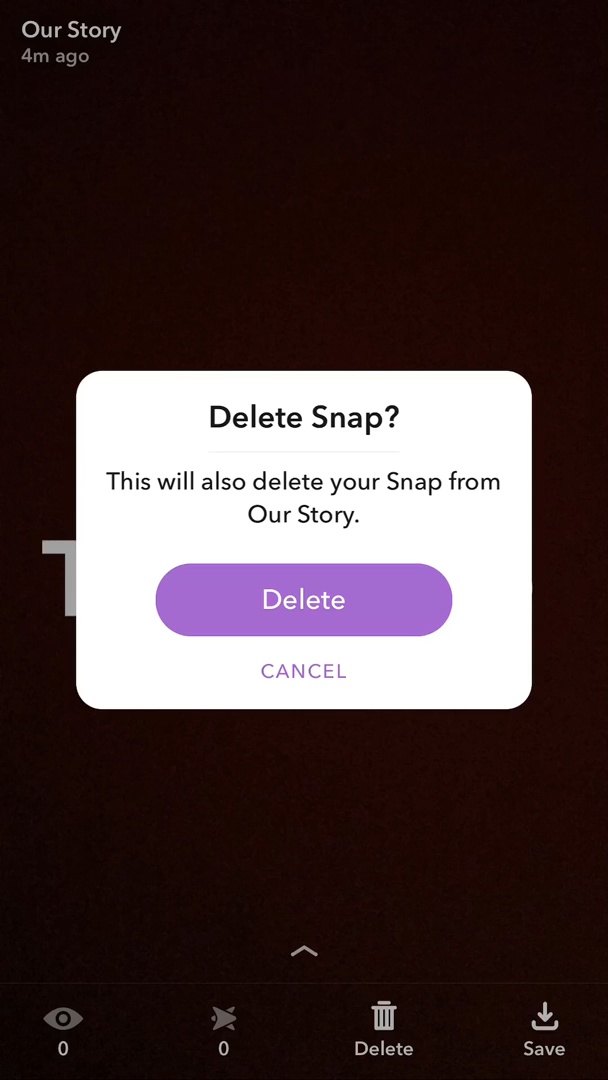 Our Story
4m ago
Delete Snap?
This will also delete your Snap from
Our Story.
T
Delete
CANCEL
0
0
Delete
Save